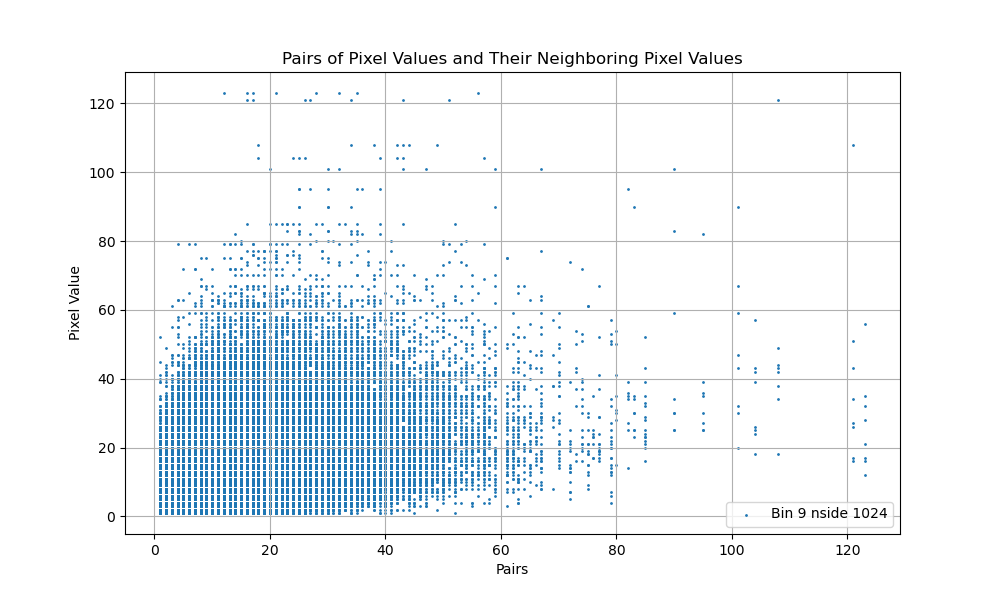 Pairs of Pixel Values and Their Neighboring Pixel Values
Pixel Value
120
100
80
60
40
20
0
Bin 9 nside 1024
0 20 40 60 80 100 120
Pairs